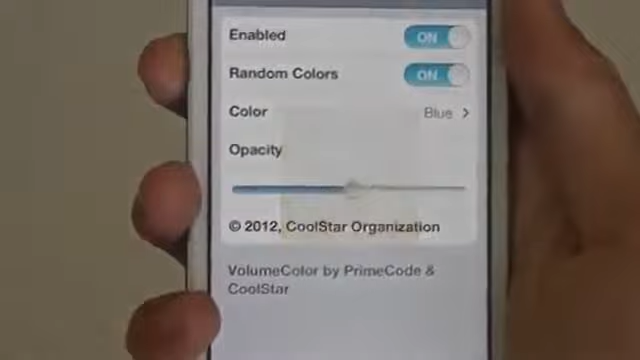 Enabled ON
Random Colors ON
Color Blue >
Opacity
© 2012, CoolStar Organization
VolumeColor by PrimeCode &
CoolStar